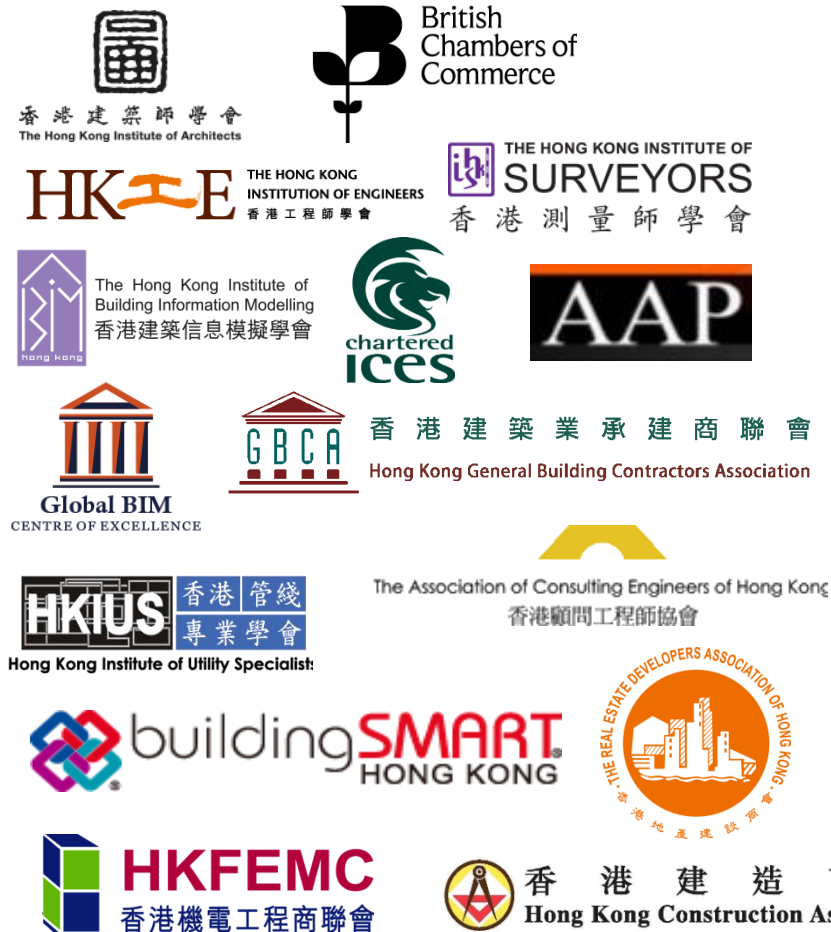 香港建築師學會
The Hong Kong Institute of Architects
British
Chambers of
Commerce
HK工E
THE HONG KONG
INSTITUTION OF ENGINEERS
香港工程師學會
THE HONG KONG INSTITUTE OF
SURVEYORS
香港測量師學會
BIM
hong kong
The Hong Kong Institute of
Building Information Modelling
香港建築信息模擬學會
chartered
ices
AAP
Global BIM
CENTRE OF EXCELLENCE
GBCA
香港建築業承建商聯會
Hong Kong General Building Contractors Association
HKIUS
香港管綫
專業學會
Hong Kong Institute of Utility Specialists
The Association of Consulting Engineers of Hong Kong
香港顧問工程師協會
buildingSMART®
HONG KONG
®
THE REAL ESTATE DEVELOPERS ASSOCIATION OF HONG KONG
香港地產建設商會
HKFEMC
香港機電工程商聯會
香港建造
Hong Kong Construction As